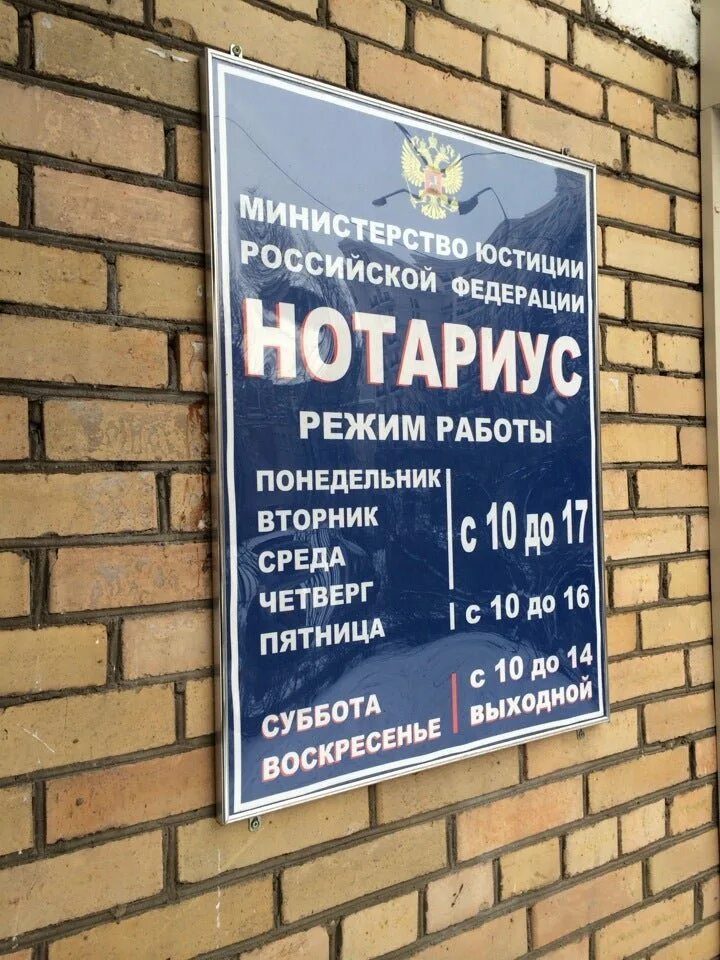 МИНИСТЕРСТВО ЮСТИЦИИ
РОССИЙСКОЙ ФЕДЕРАЦИИ
НОТАРИУС
РЕЖИМ РАБОТЫ
ПОНЕДЕЛЬНИК
ВТОРНИК
СРЕДА
ЧЕТВЕРГ
с 10 до 17
ПЯТНИЦА с 10 до 16
СУББОТА с 10 до 14
ВОСКРЕСЕНЬЕ ВЫХОДНОЙ